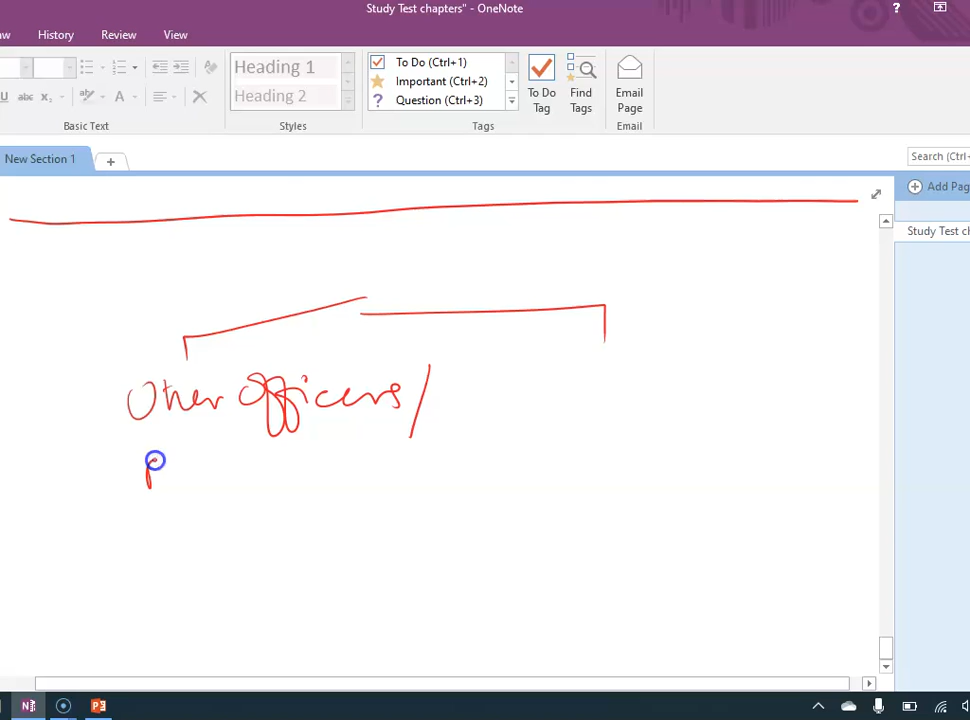 Study Test chapters" - OneNote
History Review View
Heading 1
Heading 2
To Do (Ctrl+1)
Important (Ctrl+2)
Question (Ctrl+3)
To Do
Tag
Find
Tags
Email
Page
Basic Text Styles Tags Email
New Section 1
Search (Ctrl+
Add Pag
Study Test ch
Other Officers/